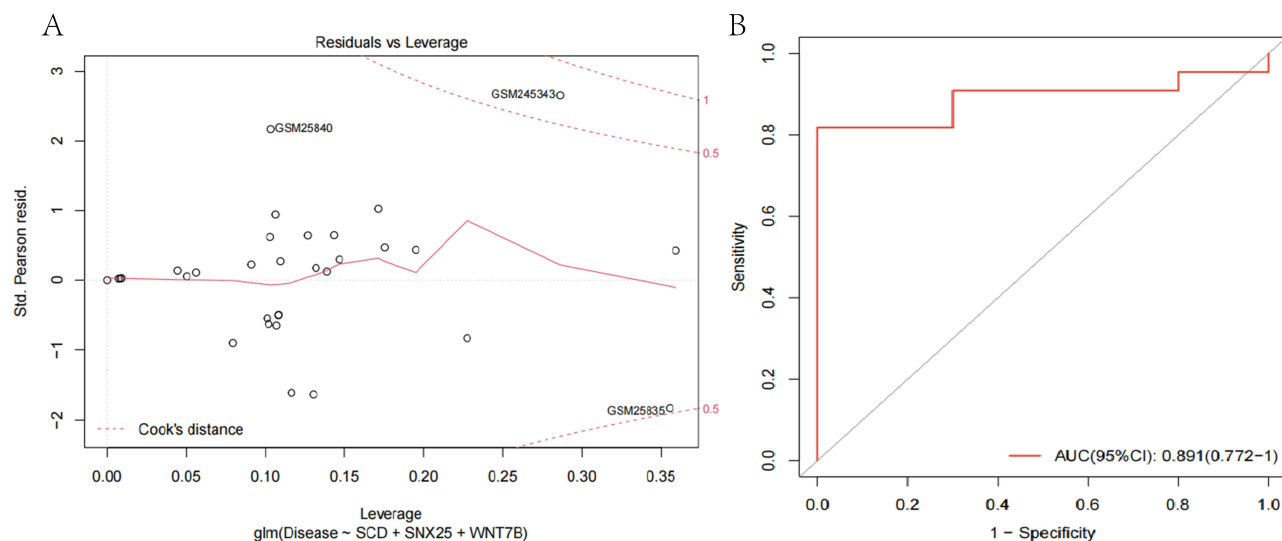 A
Residuals vs Leverage
3
2
1
0
-1
-2
Std. Pearson resid.
GSM245343
GSM25840
GSM25835
1
0.5
0.5
Cook's distance
0.00 0.05 0.10 0.15 0.20 0.25 0.30 0.35
Leverage
glm(Disease ~ SCD + SNX25 + WNT7B)
B
1.0
0.8
0.6
0.4
0.2
0.0
Sensitivity
AUC(95%CI): 0.891(0.772−1)
0.0 0.2 0.4 0.6 0.8 1.0
1 − Specificity